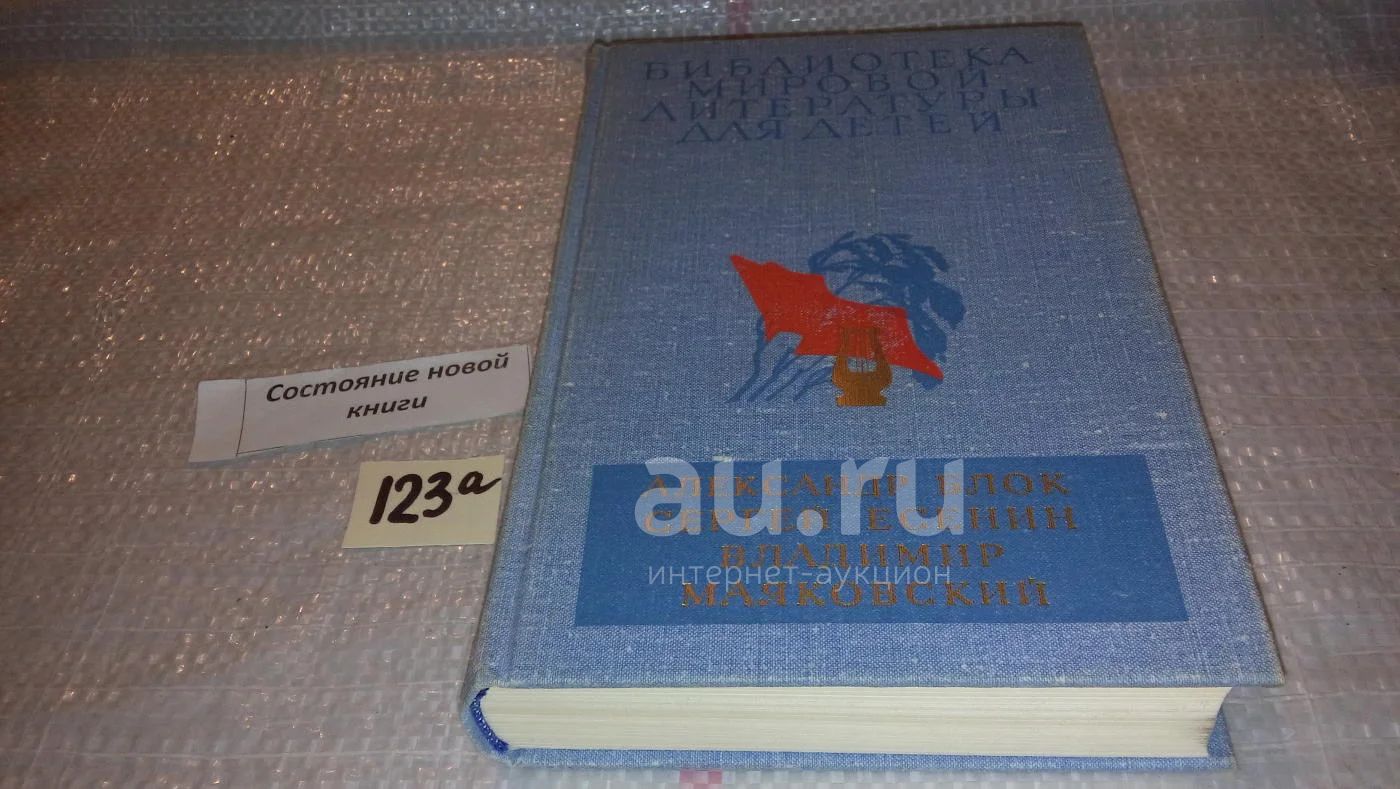 БИБЛИОТЕКА
МИРОВОЙ
ЛИТЕРАТУРЫ
ДЛЯ ДЕТЕЙ
Состояние новой
книги
123а
АЛЕКСАНДР БЛОК
СЕРГЕЙ ЕСЕНИН
ВЛАДИМИР
МАЯКОВСКИЙ
au.ru
интернет-аукцион